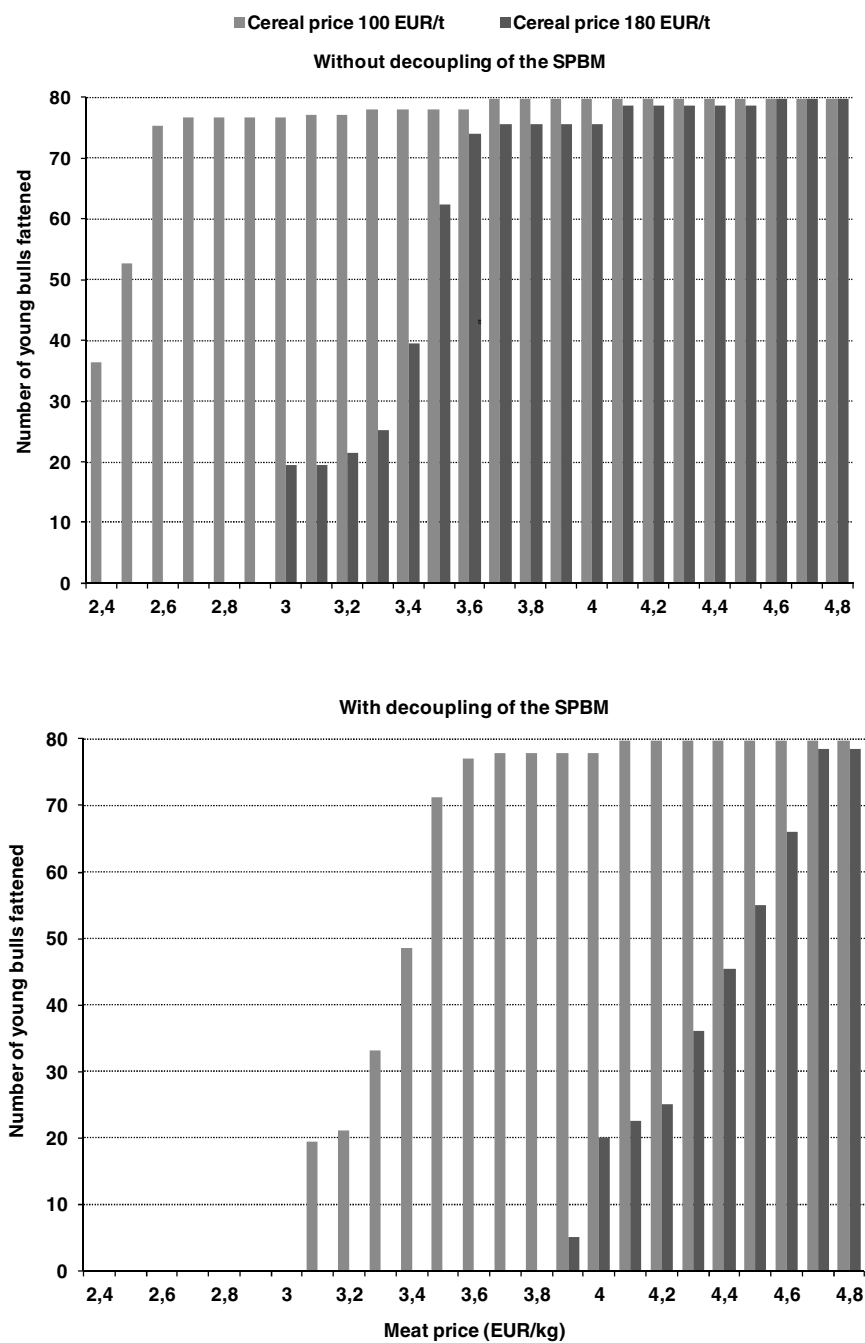 Cereal price 100 EUR/t Cereal price 180 EUR/t
Without decoupling of the SPBM
Number of young bulls fattened
80
70
60
50
40
30
20
10
0
2,4 2,6 2,8 3 3,2 3,4 3,6 3,8 4 4,2 4,4 4,6 4,8
With decoupling of the SPBM
Number of young bulls fattened
80
70
60
50
40
30
20
10
0
2,4 2,6 2,8 3 3,2 3,4 3,6 3,8 4 4,2 4,4 4,6 4,8
Meat price (EUR/kg)